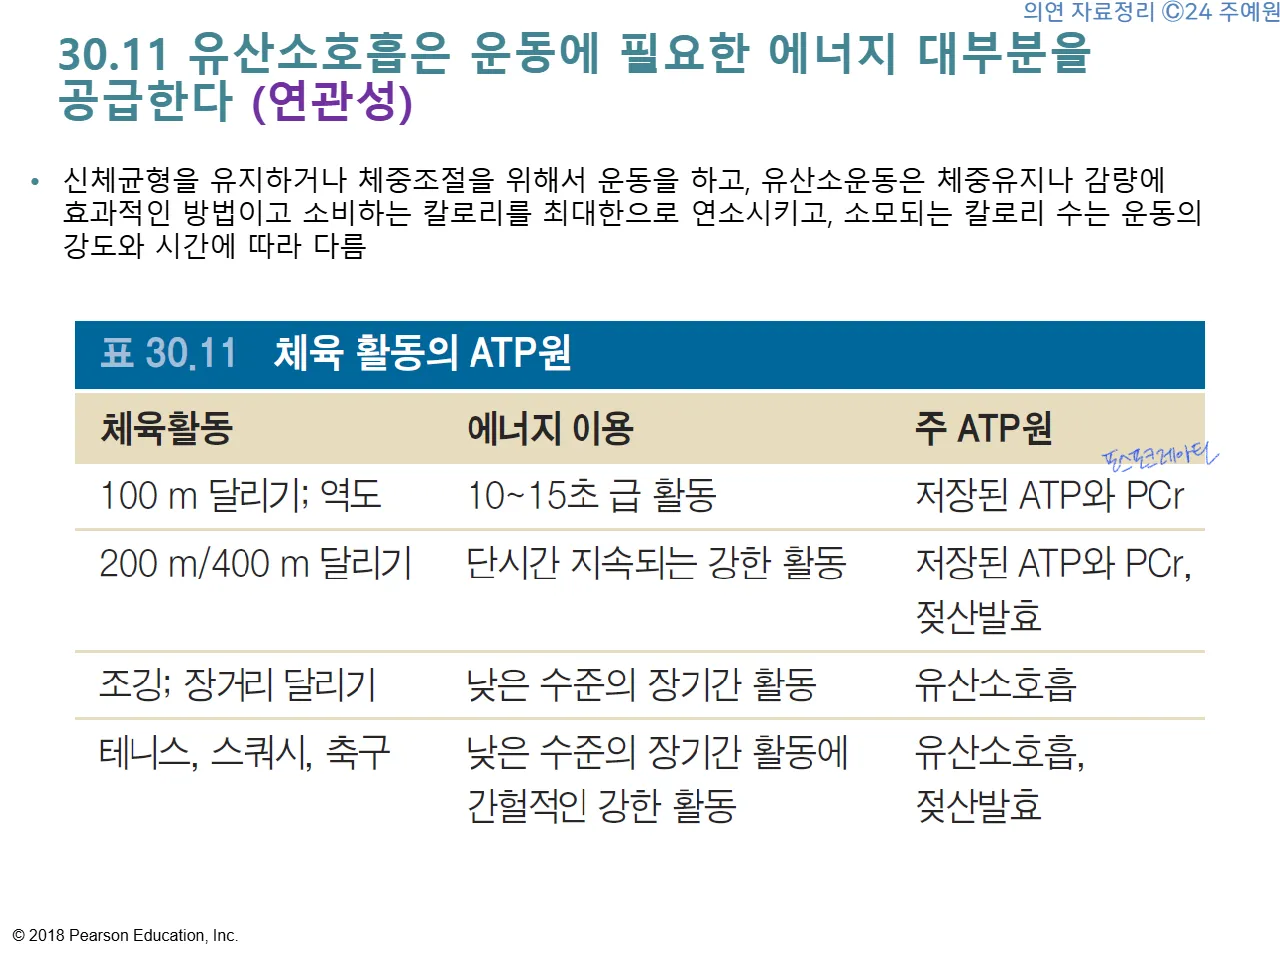 의연 자료정리 ⓒ24 주예원
30.11 유산소호흡은 운동에 필요한 에너지 대부분을
공급한다 (연관성)
• 신체균형을 유지하거나 체중조절을 위해서 운동을 하고, 유산소운동은 체중유지나 감량에
효과적인 방법이고 소비하는 칼로리를 최대한으로 연소시키고, 소모되는 칼로리 수는 운동의
강도와 시간에 따라 다름
표 30.11 체육 활동의 ATP원
체육활동 에너지 이용 주 ATP원
포스포크레아틴
100 m 달리기; 역도 10~15초 급 활동 저장된 ATP와 PCr
200 m/400 m 달리기 단시간 지속되는 강한 활동 저장된 ATP와 PCr,
젖산발효
조깅; 장거리 달리기 낮은 수준의 장기간 활동 유산소호흡
테니스, 스쿼시, 축구 낮은 수준의 장기간 활동에 유산소호흡,
간헐적인 강한 활동 젖산발효
© 2018 Pearson Education, Inc.